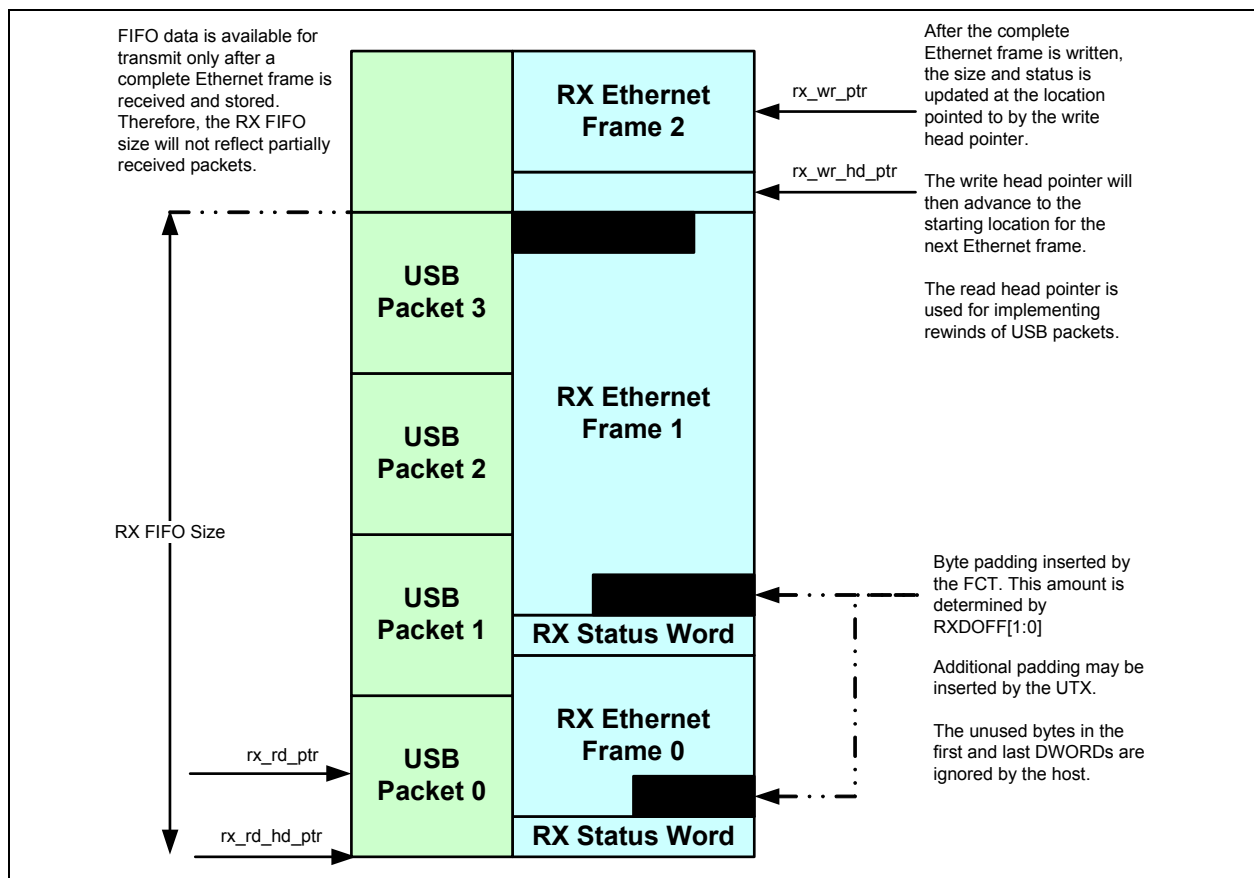 FIFO data is available for
transmit only after a
complete Ethernet frame is
received and stored.
Therefore, the RX FIFO
size will not reflect partially
received packets.
RX Ethernet
Frame 2
rx_wr_ptr
After the complete
Ethernet frame is written,
the size and status is
updated at the location
pointed to by the write
head pointer.
rx_wr_hd_ptr
The write head pointer will
then advance to the
starting location for the
next Ethernet frame.
The read head pointer is
used for implementing
rewinds of USB packets.
USB
Packet 3
RX Ethernet
Frame 1
USB
Packet 2
RX FIFO Size
USB
Packet 1
RX Status Word
Byte padding inserted by
the FCT. This amount is
determined by
RXDOFF[1:0]
Additional padding may be
inserted by the UTX.
The unused bytes in the
first and last DWORDs are
ignored by the host.
RX Ethernet
Frame 0
rx_rd_ptr
USB
Packet 0
rx_rd_hd_ptr
RX Status Word